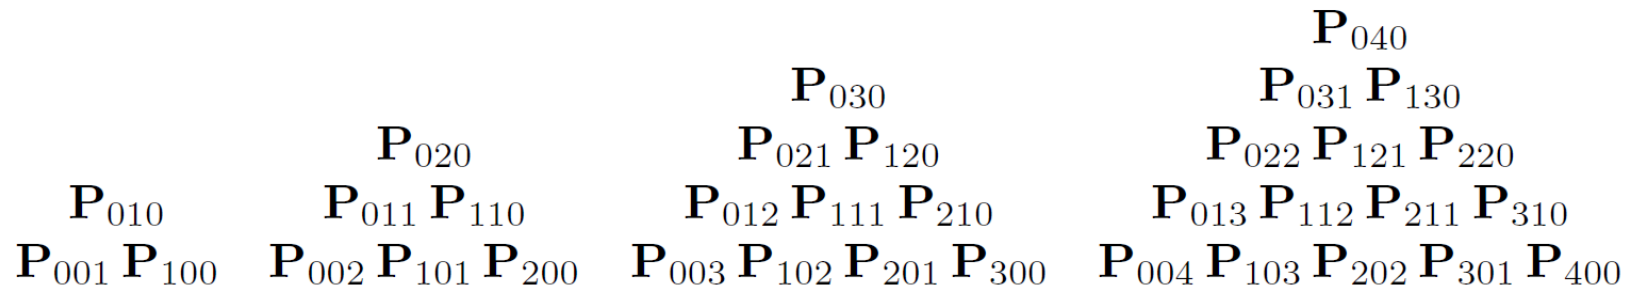 𝐏₀₄₀
𝐏₀₃₀ 𝐏₀₃₁ 𝐏₁₃₀
𝐏₀₂₀ 𝐏₀₂₁ 𝐏₁₂₀ 𝐏₀₂₂ 𝐏₁₂₁ 𝐏₂₂₀
𝐏₀₁₀ 𝐏₀₁₁ 𝐏₁₁₀ 𝐏₀₁₂ 𝐏₁₁₁ 𝐏₂₁₀ 𝐏₀₁₃ 𝐏₁₁₂ 𝐏₂₁₁ 𝐏₃₁₀
𝐏₀₀₁ 𝐏₁₀₀ 𝐏₀₀₂ 𝐏₁₀₁ 𝐏₂₀₀ 𝐏₀₀₃ 𝐏₁₀₂ 𝐏₂₀₁ 𝐏₃₀₀ 𝐏₀₀₄ 𝐏₁₀₃ 𝐏₂₀₂ 𝐏₃₀₁ 𝐏₄₀₀